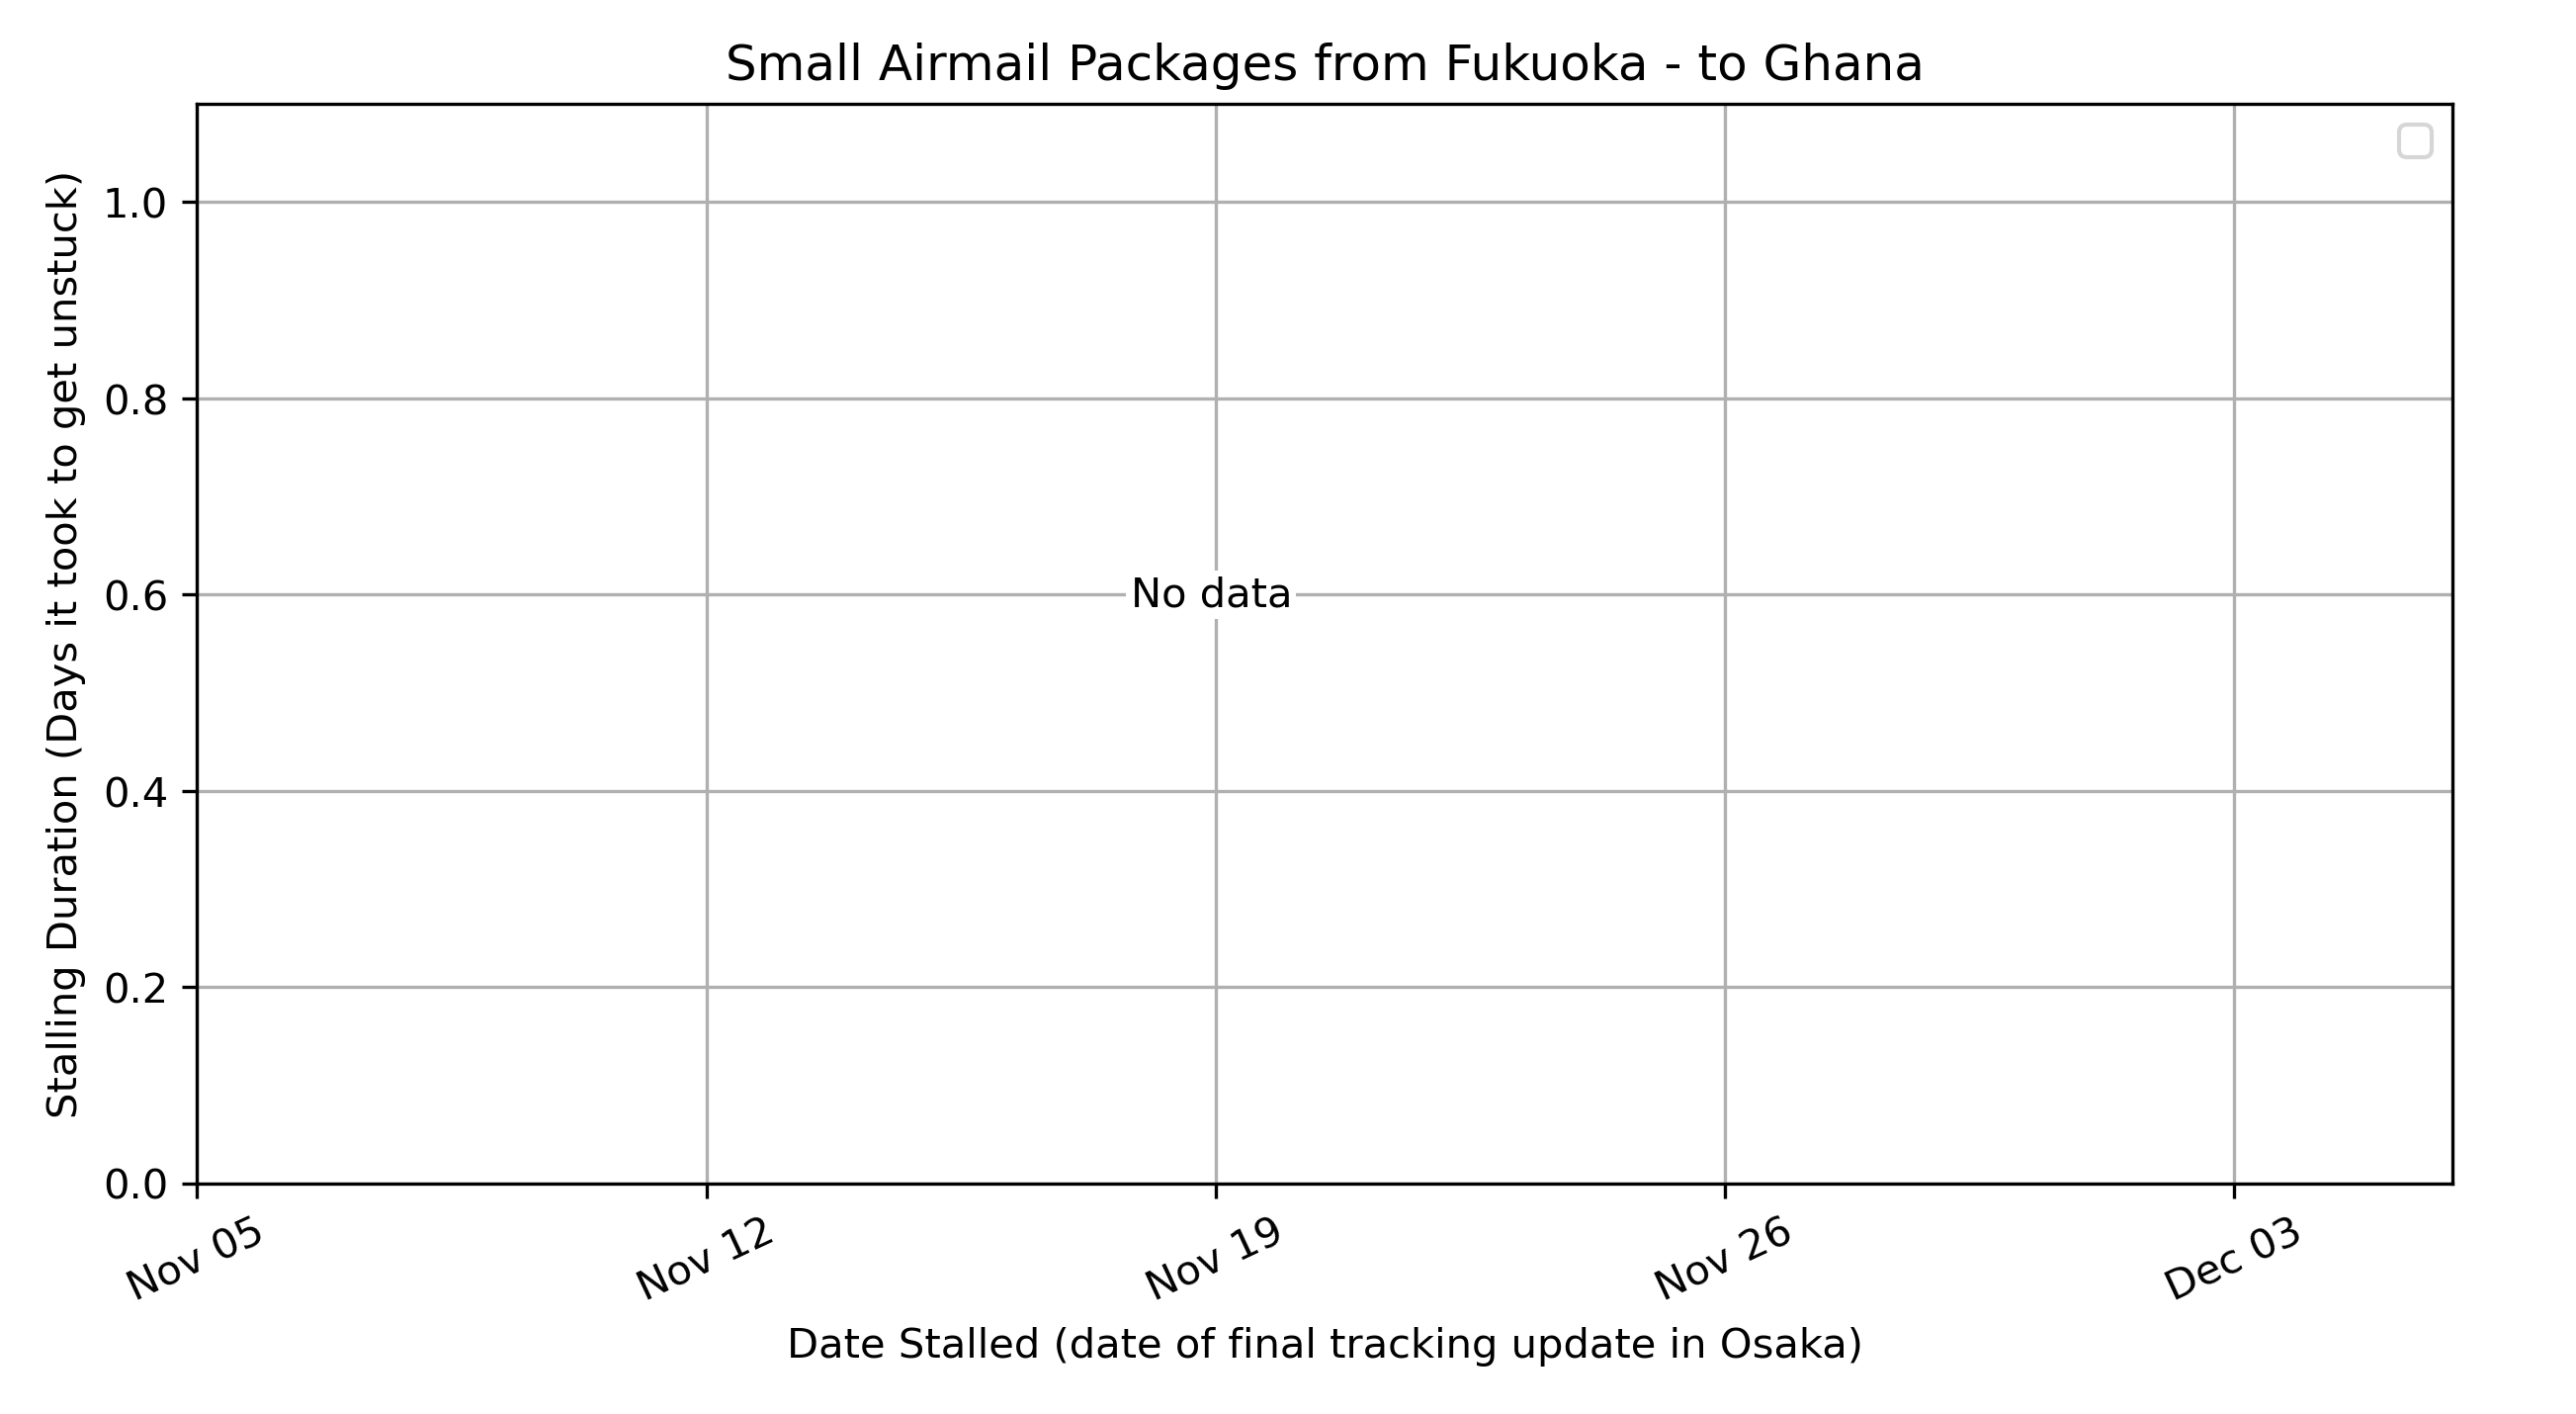 Small Airmail Packages from Fukuoka - to Ghana
Stalling Duration (Days it took to get unstuck)
1.0
0.8
0.6
0.4
0.2
0.0
No data
Nov 05
Nov 12
Nov 19
Nov 26
Dec 03
Date Stalled (date of final tracking update in Osaka)